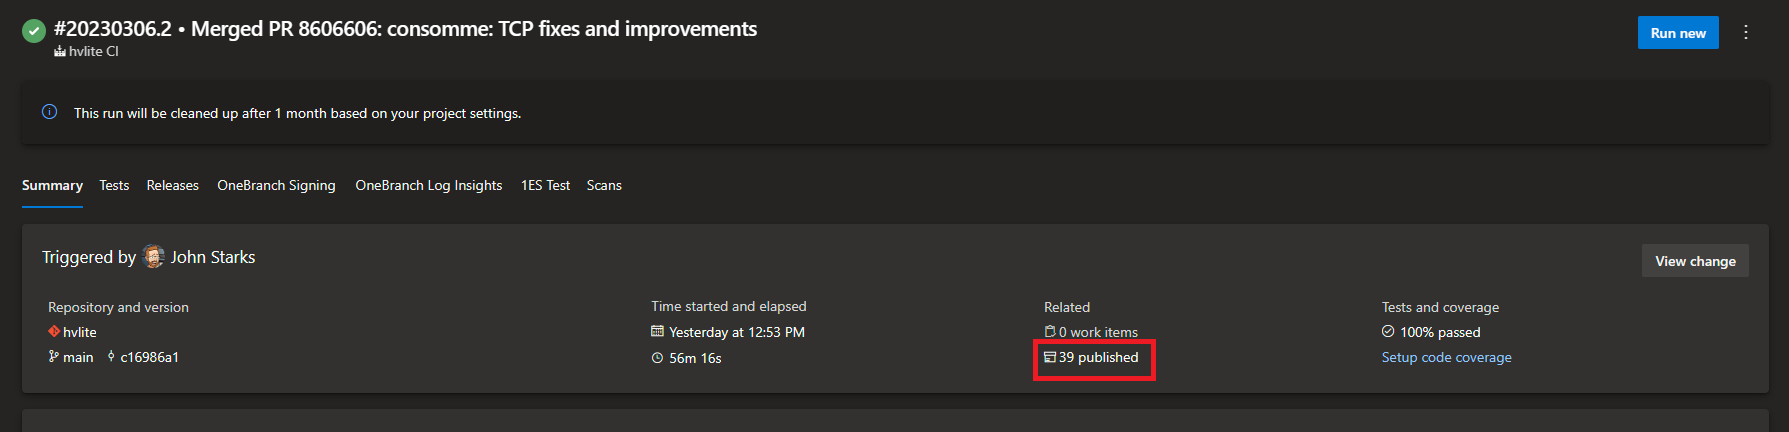 #20230306.2 • Merged PR 8606606: consomme: TCP fixes and improvements
Run new
hvlite CI
This run will be cleaned up after 1 month based on your project settings.
Summary Tests Releases OneBranch Signing OneBranch Log Insights 1ES Test Scans
Triggered by John Starks
View change
Repository and version
hvlite
main c16986a1
Time started and elapsed
Yesterday at 12:53 PM
56m 16s
Related
0 work items
39 published
Tests and coverage
100% passed
Setup code coverage